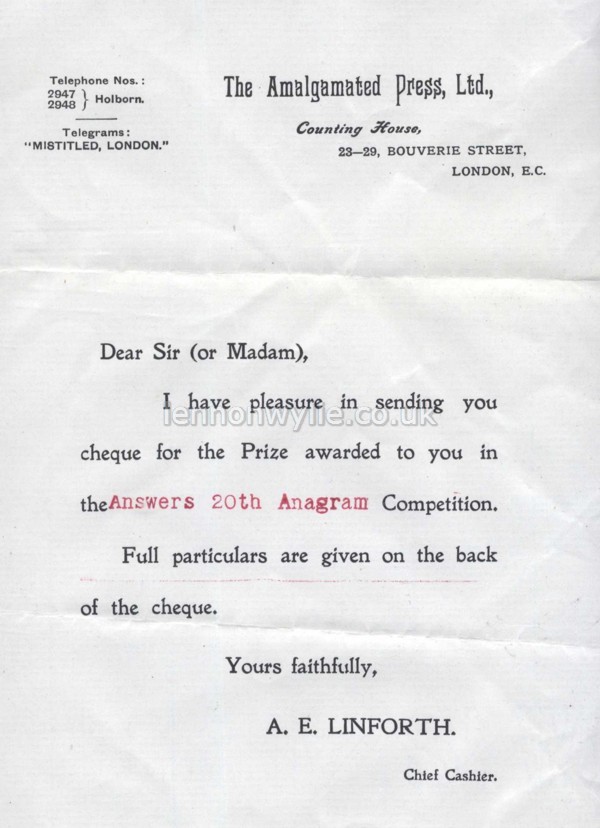 Telephone Nos.:
2947 } Holborn.
2948
Telegrams:
"MISTITLED, LONDON."
The Amalgamated Press, Ltd.,
Counting House,
23—29, BOUVERIE STREET,
LONDON, E.C.
Dear Sir (or Madam),
I have pleasure in sending you
lennonwylie.co.uk
cheque for the Prize awarded to you in
the Answers 20th Anagram Competition.
Full particulars are given on the back
of the cheque.
Yours faithfully,
A. E. LINFORTH.
Chief Cashier.